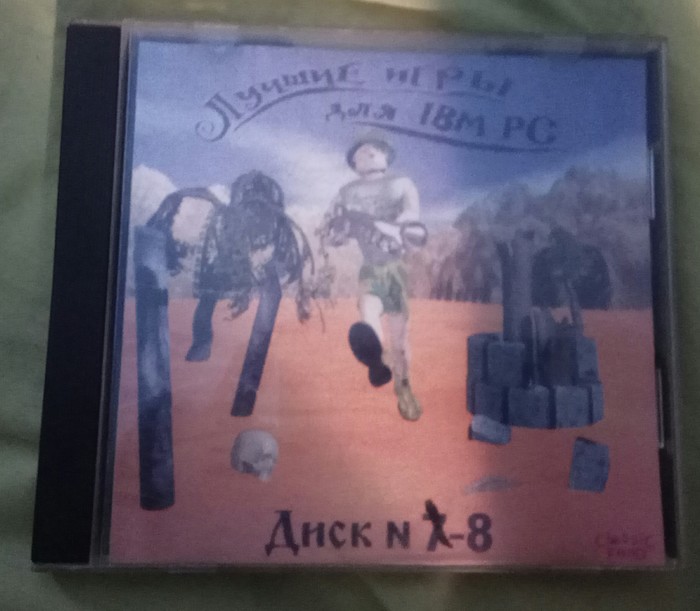 Лучшие игры
для IBM PC
Диск N X-8